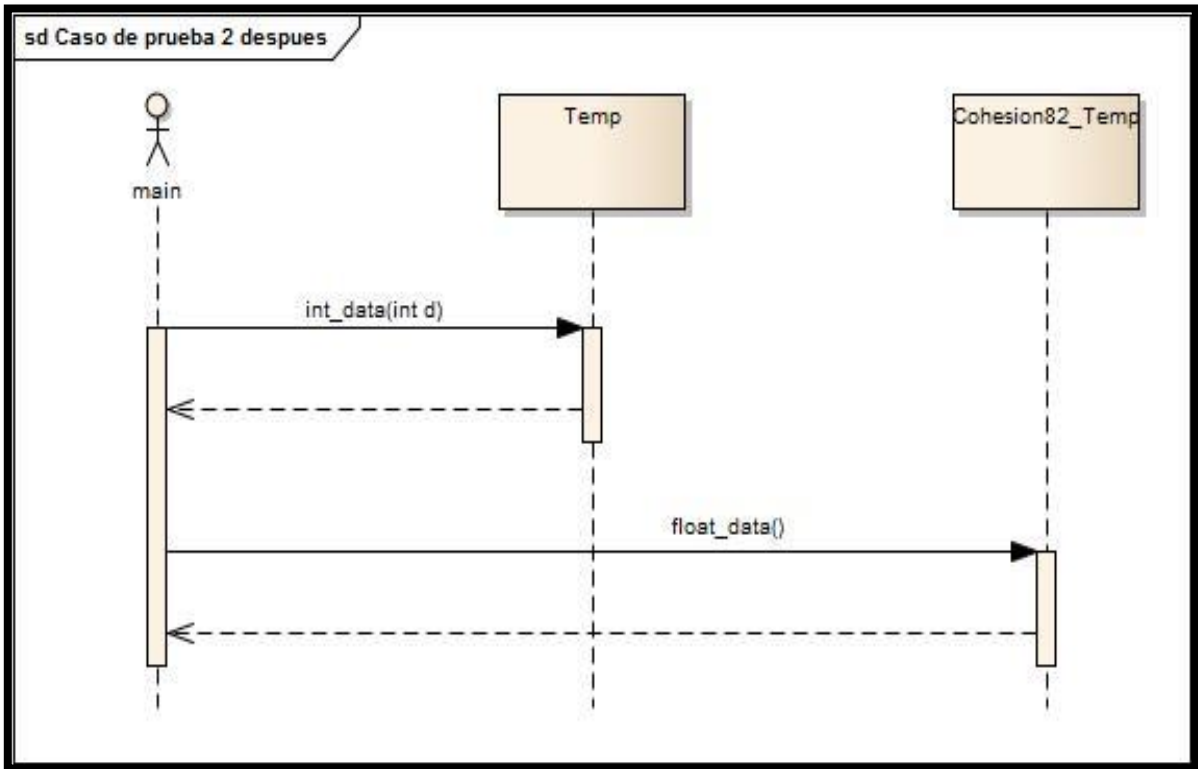 sd Caso de prueba 2 despues
main
Temp
Cohesion82_Temp
int_data(int d)
float_data()